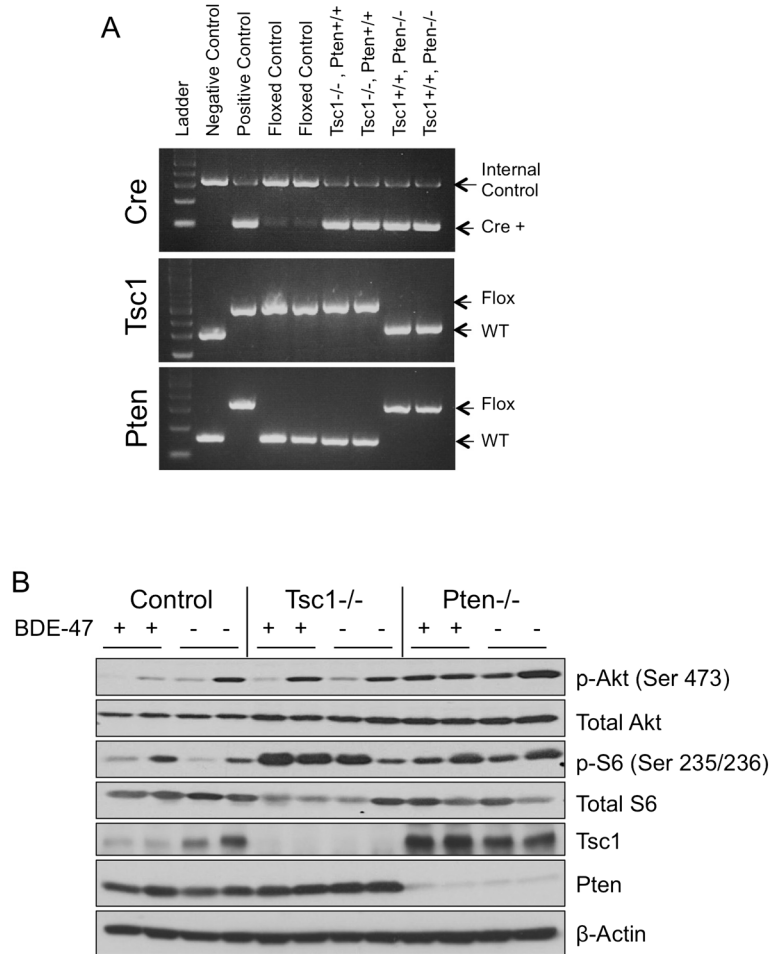 A
Ladder
Negative Control
Positive Control
Floxed Control
Floxed Control
Tsc1-/-, Pten+/+
Tsc1-/-, Pten+/+
Tsc1+/+, Pten-/-
Tsc1+/+, Pten-/-
Cre
Internal
Control
Cre +
Tsc1
Flox
WT
Pten
Flox
WT
B
Control Tsc1-/- Pten-/-
BDE-47 + + - - + + - - + + - -
p-Akt (Ser 473)
Total Akt
p-S6 (Ser 235/236)
Total S6
Tsc1
Pten
β-Actin